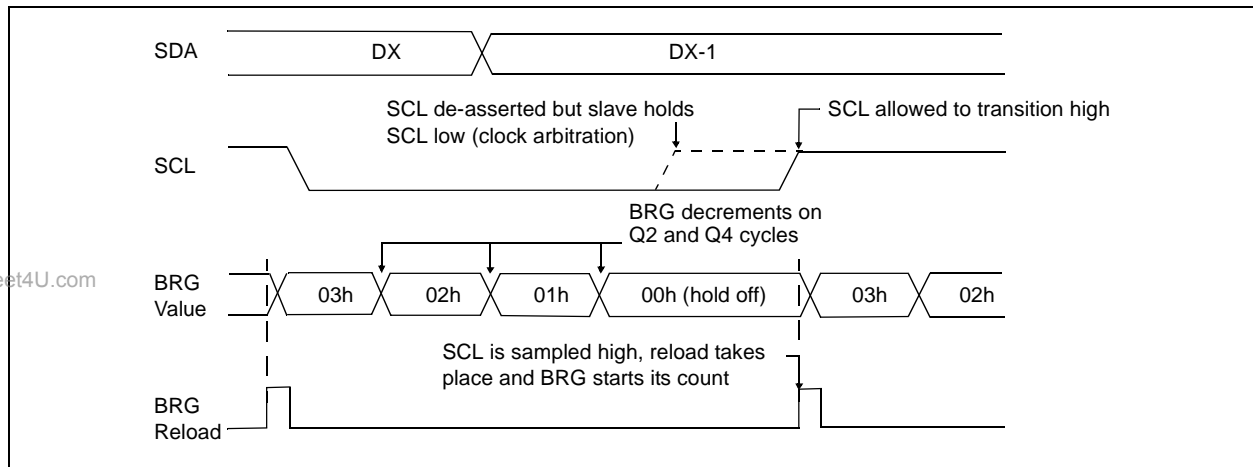 SDA
DX
DX-1
SCL de-asserted but slave holds
SCL low (clock arbitration)
SCL allowed to transition high
SCL
BRG decrements on
Q2 and Q4 cycles
eet4U.com
BRG
Value
03h
02h
01h
00h (hold off)
03h
02h
SCL is sampled high, reload takes
place and BRG starts its count
BRG
Reload